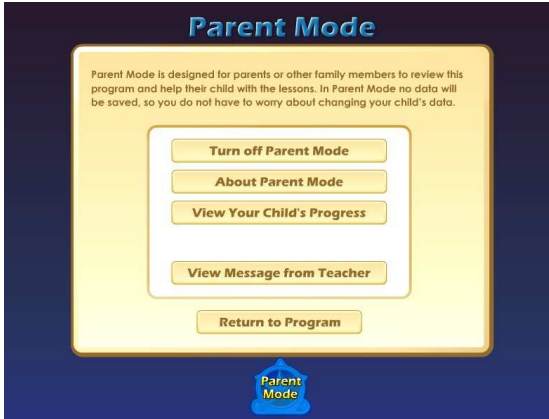 Parent Mode
Parent Mode is designed for parents or other family members to review this
program and help their child with the lessons. In Parent Mode no data will
be saved, so you do not have to worry about changing your child's data.
Turn off Parent Mode
About Parent Mode
View Your Child's Progress
View Message from Teacher
Return to Program
Parent
Mode